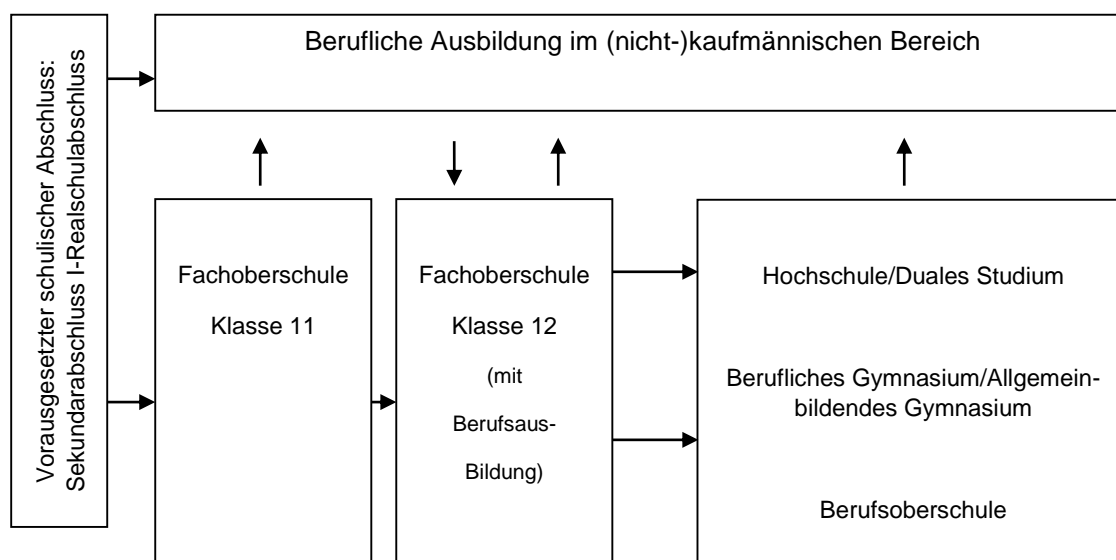 Vorausgesetzter schulischer Abschluss:
Sekundarabschluss I-Realschulabschluss
Berufliche Ausbildung im (nicht-)kaufmännischen Bereich
Fachoberschule
Klasse 11
Fachoberschule
Klasse 12
(mit
Berufsaus-
Bildung)
Hochschule/Duales Studium
Berufliches Gymnasium/Allgemein-
bildendes Gymnasium
Berufsoberschule